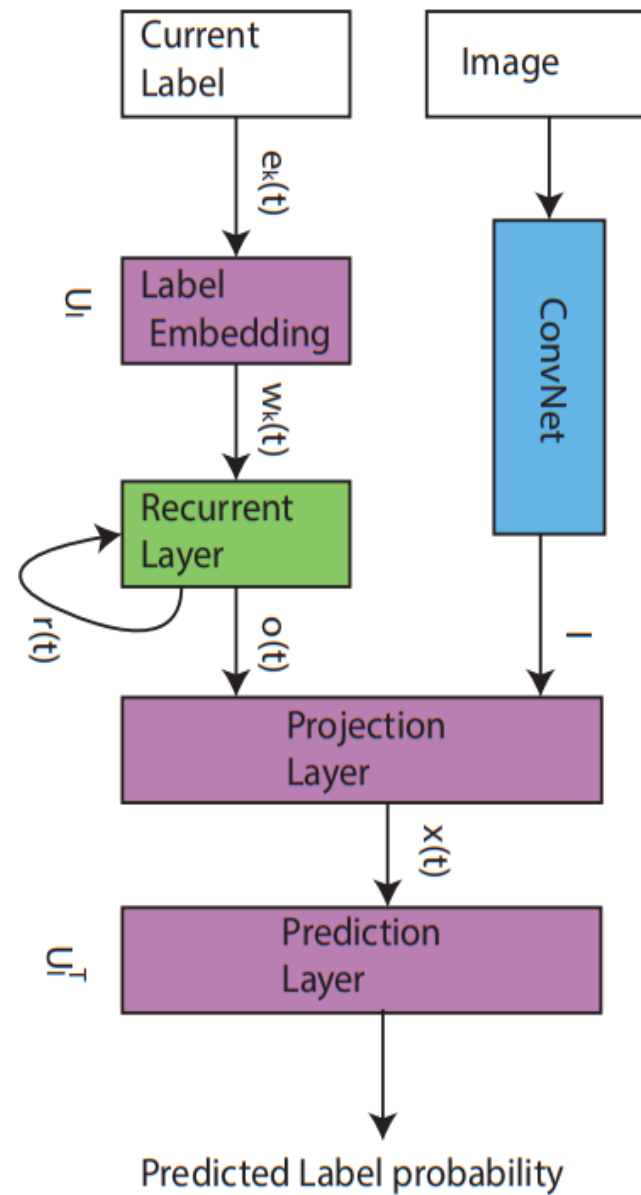 Current
Label
Image
eₖ(t)
Uₗ
Label
Embedding
ConvNet
wₖ(t)
Recurrent
Layer
r(t)
o(t)
I
Projection
Layer
x(t)
Uₗᵀ
Prediction
Layer
Predicted Label probability